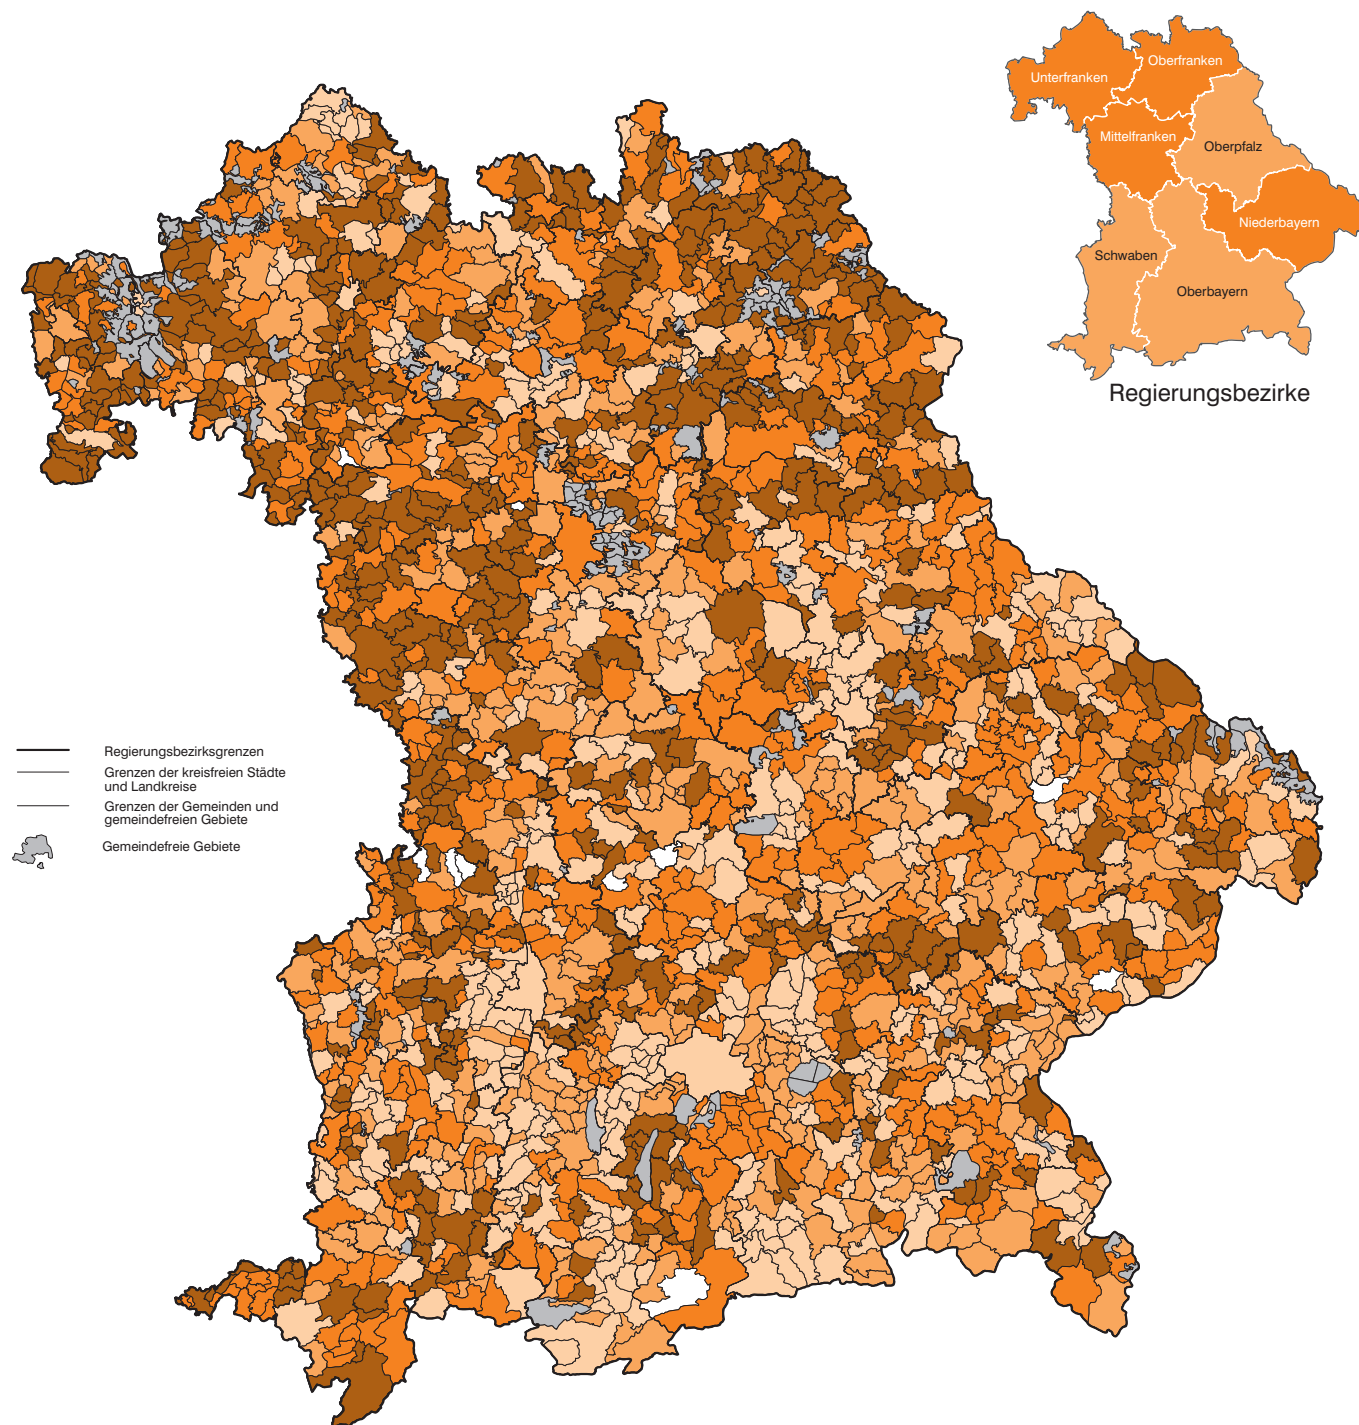 Oberfranken
Unterfranken
Mittelfranken
Oberpfalz
Niederbayern
Schwaben
Oberbayern
Regierungsbezirke
Regierungsbezirksgrenzen
Grenzen der kreisfreien Städte
und Landkreise
Grenzen der Gemeinden und
gemeindefreien Gebiete
Gemeindefreie Gebiete